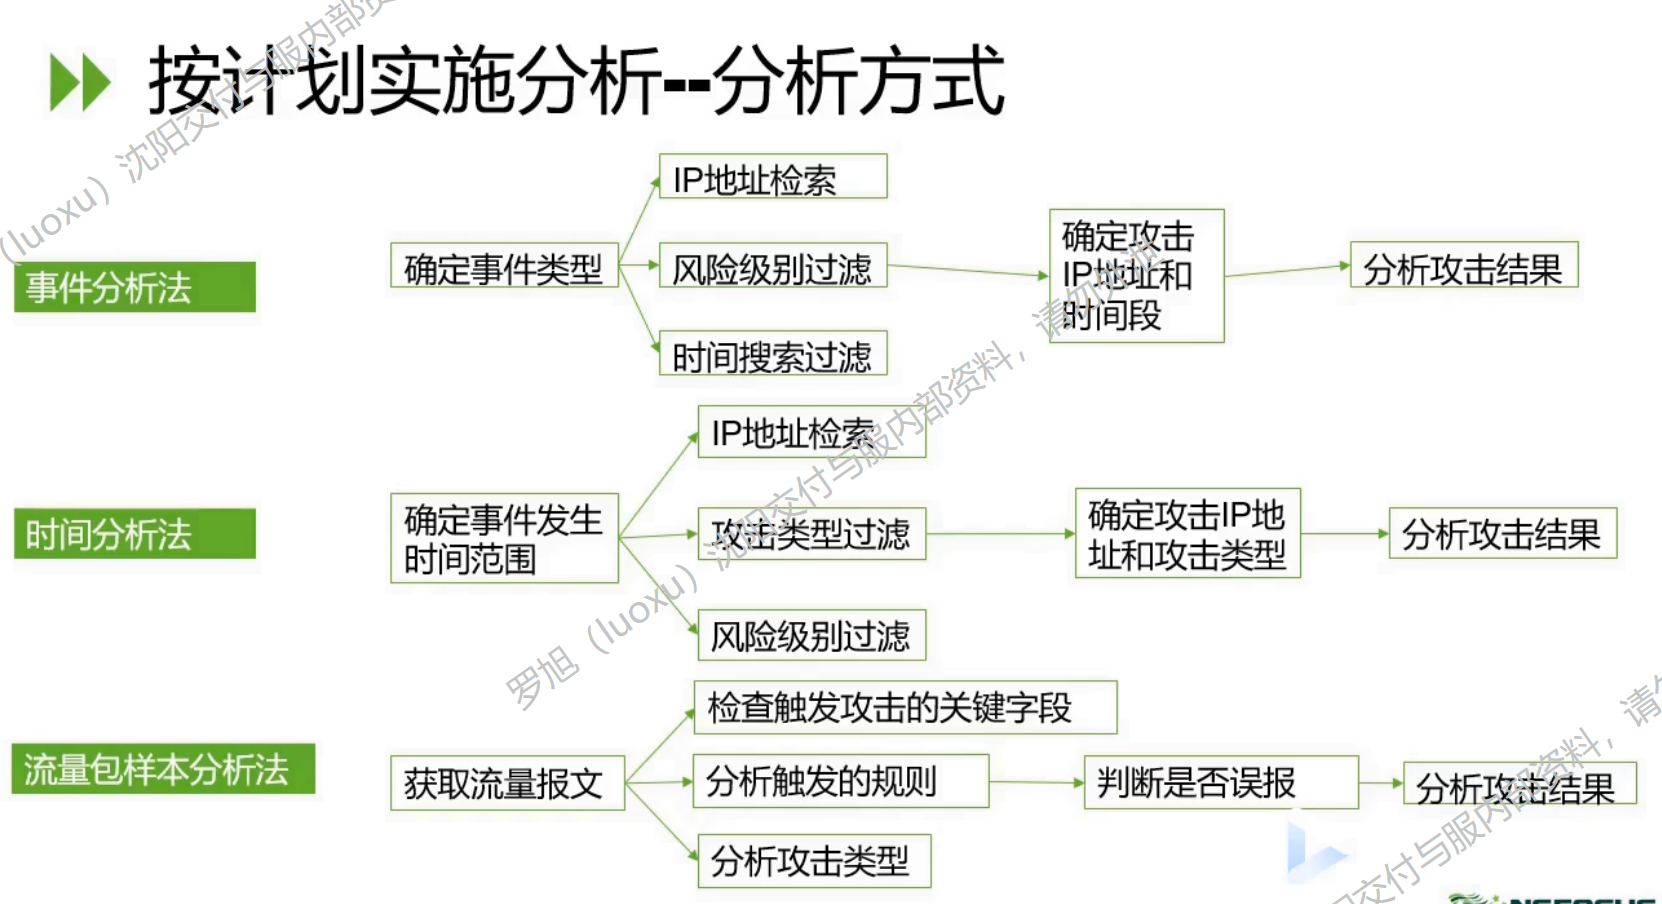 按计划实施分析--分析方式
事件分析法
确定事件类型
IP地址检索
风险级别过滤
时间搜索过滤
确定攻击
IP地址和
时间段
分析攻击结果
时间分析法
确定事件发生
时间范围
IP地址检索
攻击类型过滤
风险级别过滤
确定攻击IP地
址和攻击类型
分析攻击结果
流量包样本分析法
获取流量报文
检查触发攻击的关键字段
分析触发的规则
分析攻击类型
判断是否误报
分析攻击结果
(luoxu) 沈阳交付与服内部资
罗旭(luoxu) 沈阳交付与服内部资料,请勿外泄
交付与服内部资料,请勿
NSFOCUS